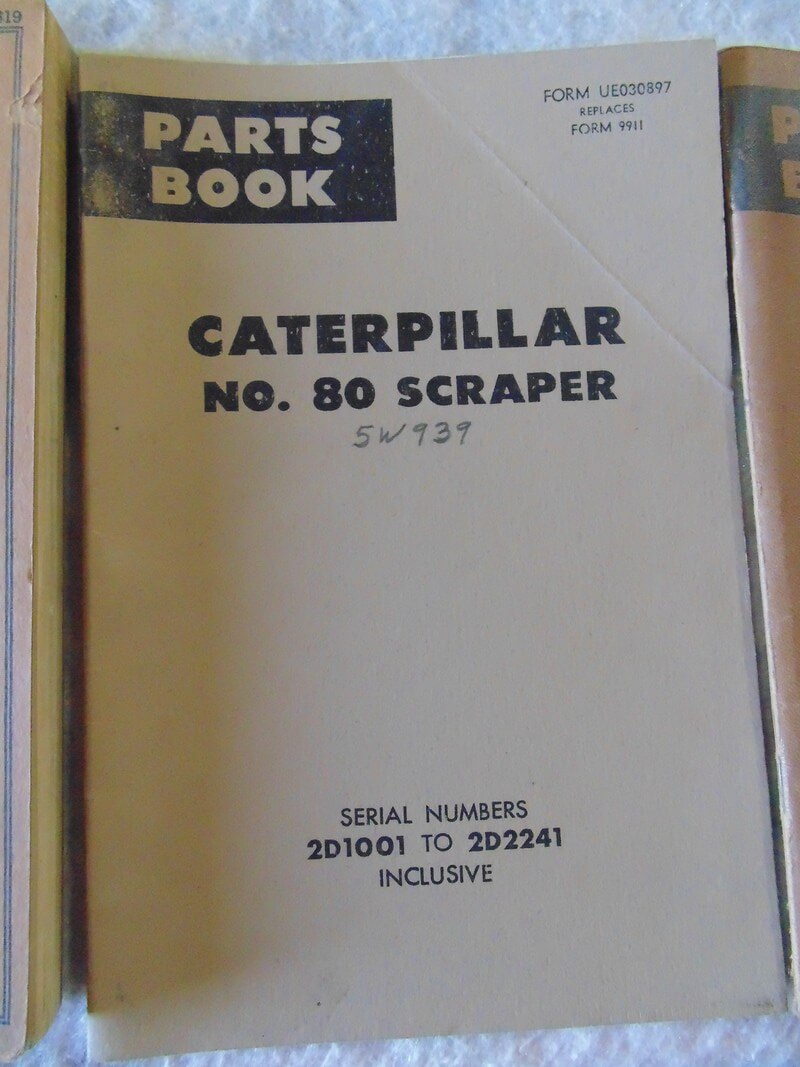 PARTS
BOOK
FORM UE030897
REPLACES
FORM 9911
CATERPILLAR
NO. 80 SCRAPER
5W939
SERIAL NUMBERS
2D1001 TO 2D2241
INCLUSIVE